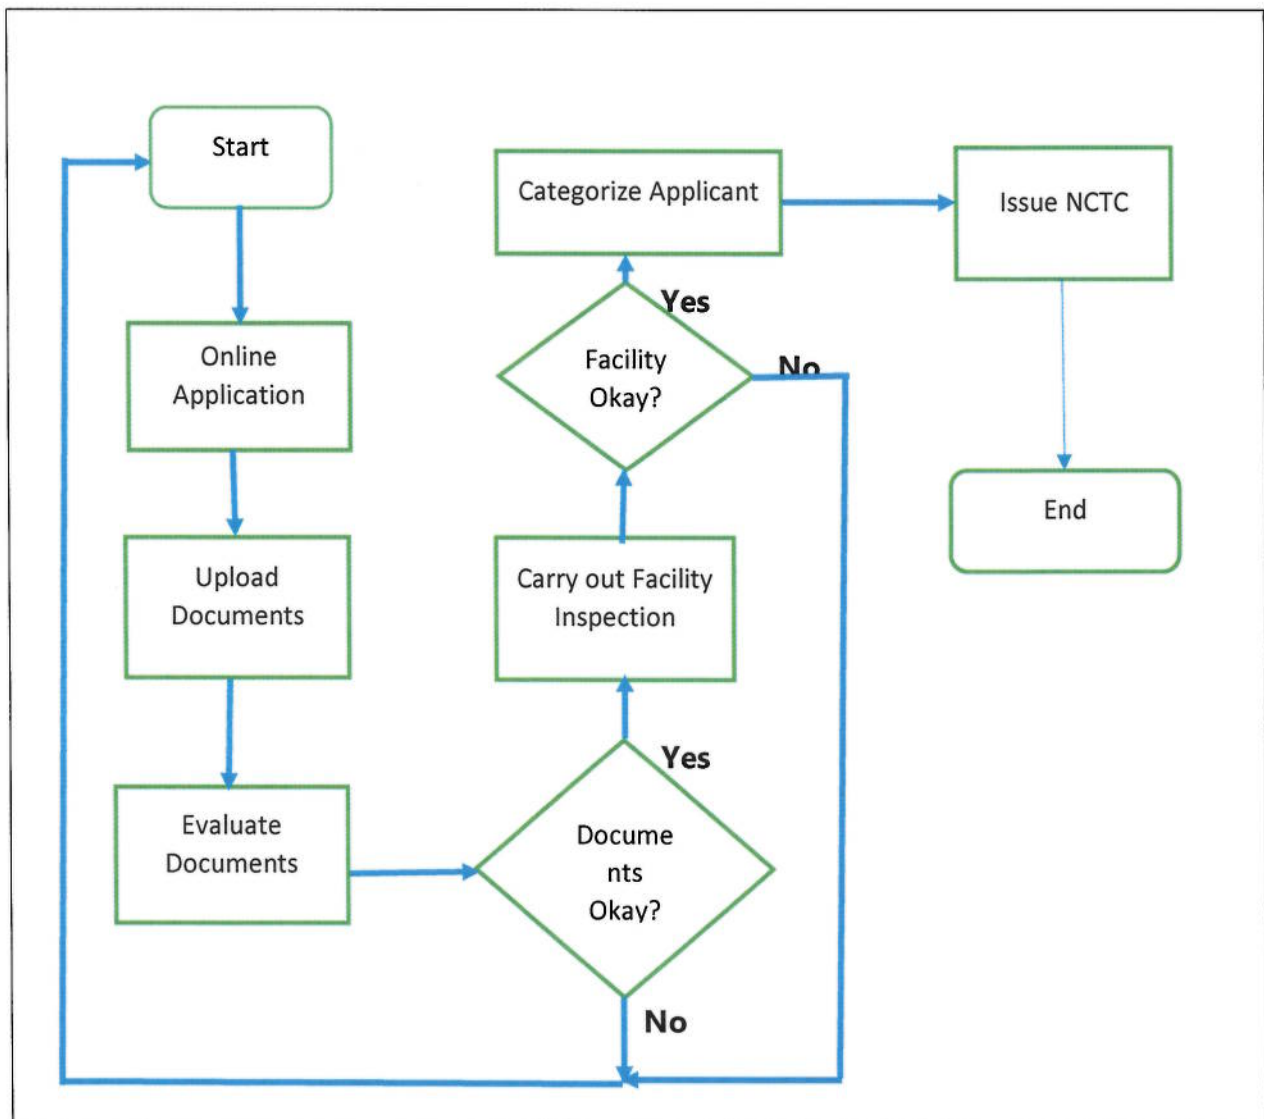 Start
Online
Application
Upload
Documents
Evaluate
Documents
Docume
nts
Okay?
Yes
No
Carry out Facility
Inspection
Facility
Okay?
Yes
No
Categorize Applicant
Issue NCTC
End